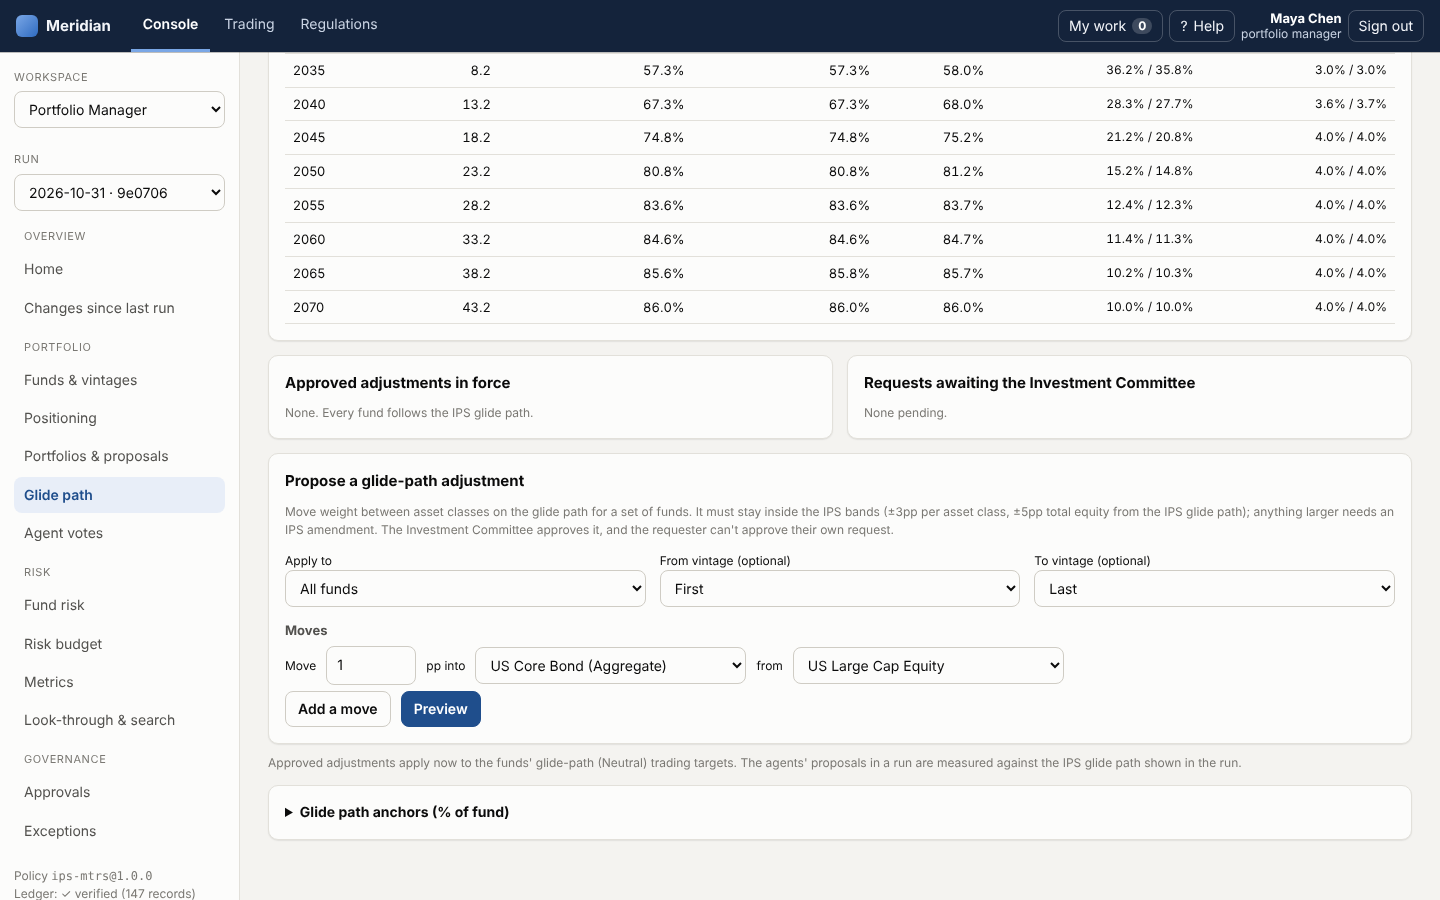 Meridian
Console
Trading
Regulations
My work 0
? Help
Maya Chen
portfolio manager
Sign out
WORKSPACE
Portfolio Manager
RUN
2026-10-31 · 9e0706
OVERVIEW
Home
Changes since last run
PORTFOLIO
Funds & vintages
Positioning
Portfolios & proposals
Glide path
Agent votes
RISK
Fund risk
Risk budget
Metrics
Look-through & search
GOVERNANCE
Approvals
Exceptions
Policy ips-mtrs@1.0.0
Ledger: ✓ verified (147 records)
2035 8.2 57.3% 57.3% 58.0% 36.2% / 35.8% 3.0% / 3.0%
2040 13.2 67.3% 67.3% 68.0% 28.3% / 27.7% 3.6% / 3.7%
2045 18.2 74.8% 74.8% 75.2% 21.2% / 20.8% 4.0% / 4.0%
2050 23.2 80.8% 80.8% 81.2% 15.2% / 14.8% 4.0% / 4.0%
2055 28.2 83.6% 83.6% 83.7% 12.4% / 12.3% 4.0% / 4.0%
2060 33.2 84.6% 84.6% 84.7% 11.4% / 11.3% 4.0% / 4.0%
2065 38.2 85.6% 85.8% 85.7% 10.2% / 10.3% 4.0% / 4.0%
2070 43.2 86.0% 86.0% 86.0% 10.0% / 10.0% 4.0% / 4.0%
Approved adjustments in force
None. Every fund follows the IPS glide path.
Requests awaiting the Investment Committee
None pending.
Propose a glide-path adjustment
Move weight between asset classes on the glide path for a set of funds. It must stay inside the IPS bands (±3pp per asset class, ±5pp total equity from the IPS glide path); anything larger needs an
IPS amendment. The Investment Committee approves it, and the requester can't approve their own request.
Apply to
All funds
From vintage (optional)
First
To vintage (optional)
Last
Moves
Move 1 pp into US Core Bond (Aggregate) from US Large Cap Equity
Add a move
Preview
Approved adjustments apply now to the funds' glide-path (Neutral) trading targets. The agents' proposals in a run are measured against the IPS glide path shown in the run.
Glide path anchors (% of fund)